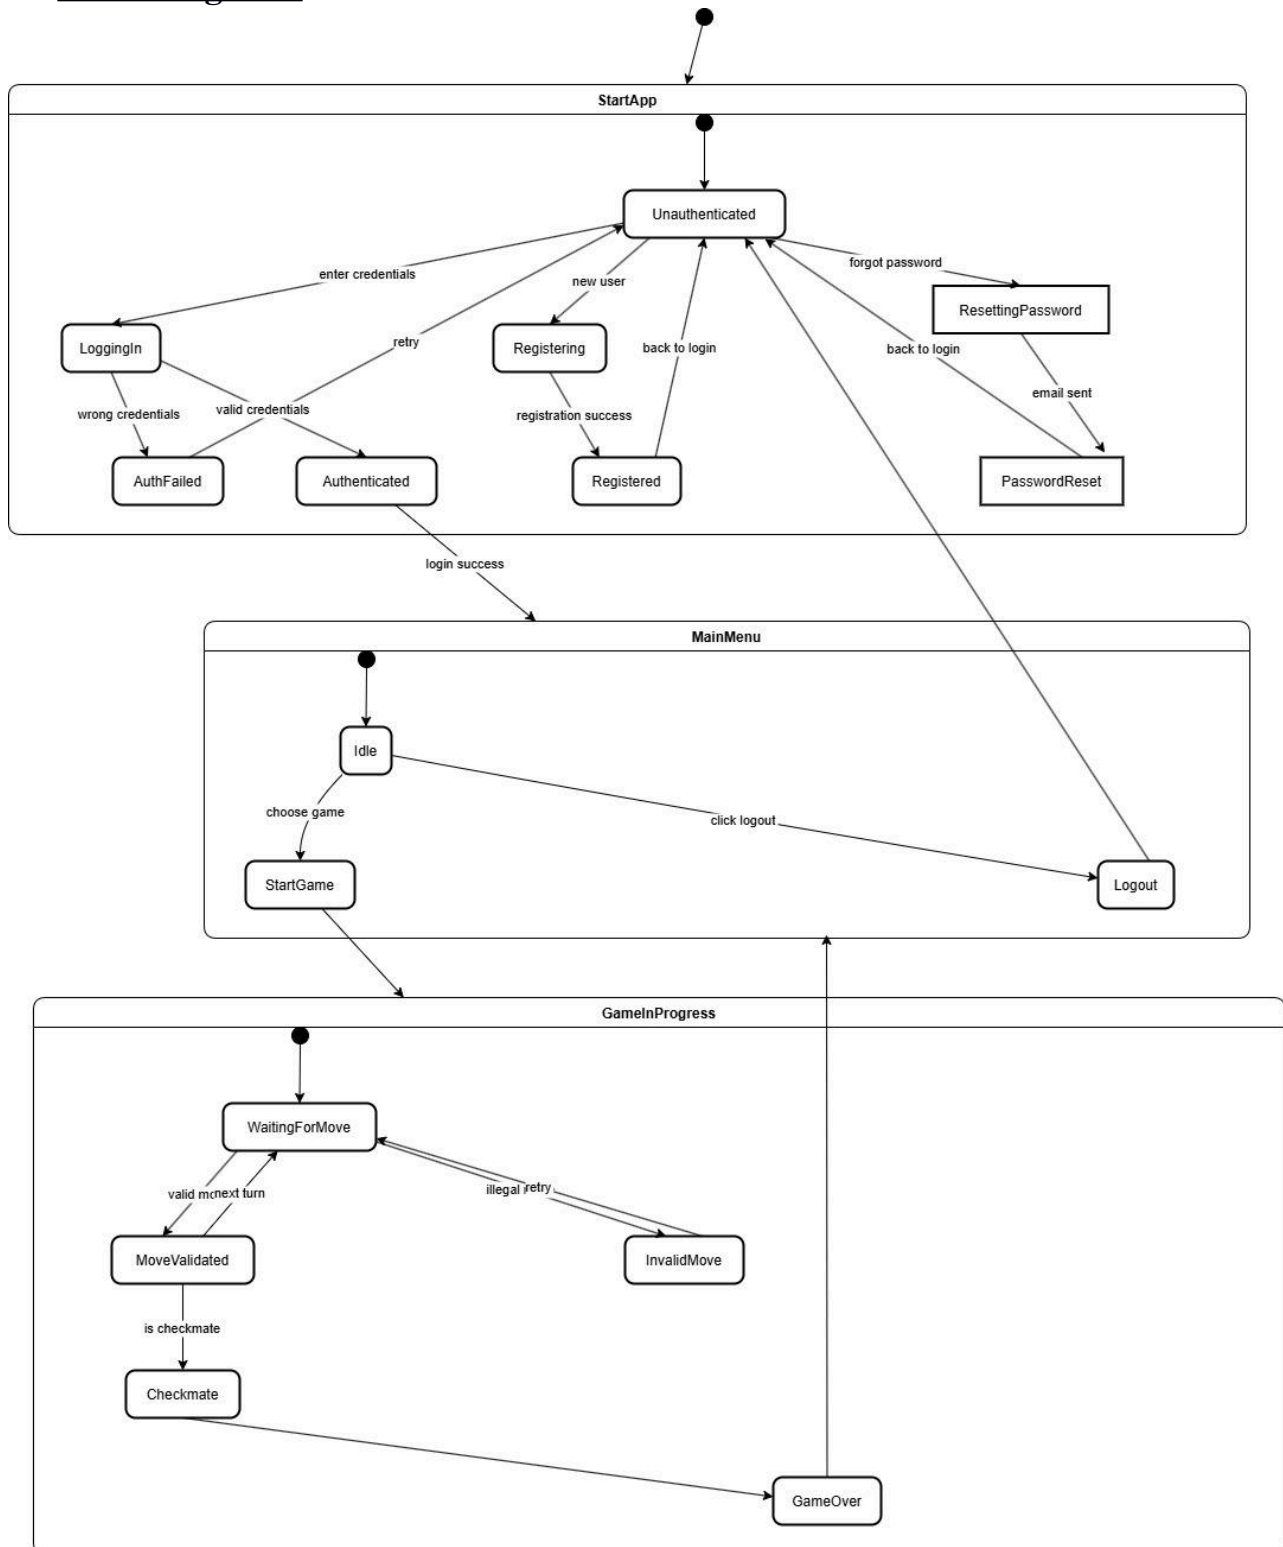 StartApp
Unauthenticated
enter credentials
new user
forgot password
ResettingPassword
LoggingIn
retry
Registering
back to login
back to login
email sent
wrong credentials
valid credentials
registration success
AuthFailed
Authenticated
Registered
PasswordReset
login success
MainMenu
Idle
choose game
click logout
StartGame
Logout
GameInProgress
WaitingForMove
valid
next turn
illegal
retry
MoveValidated
InvalidMove
is checkmate
Checkmate
GameOver